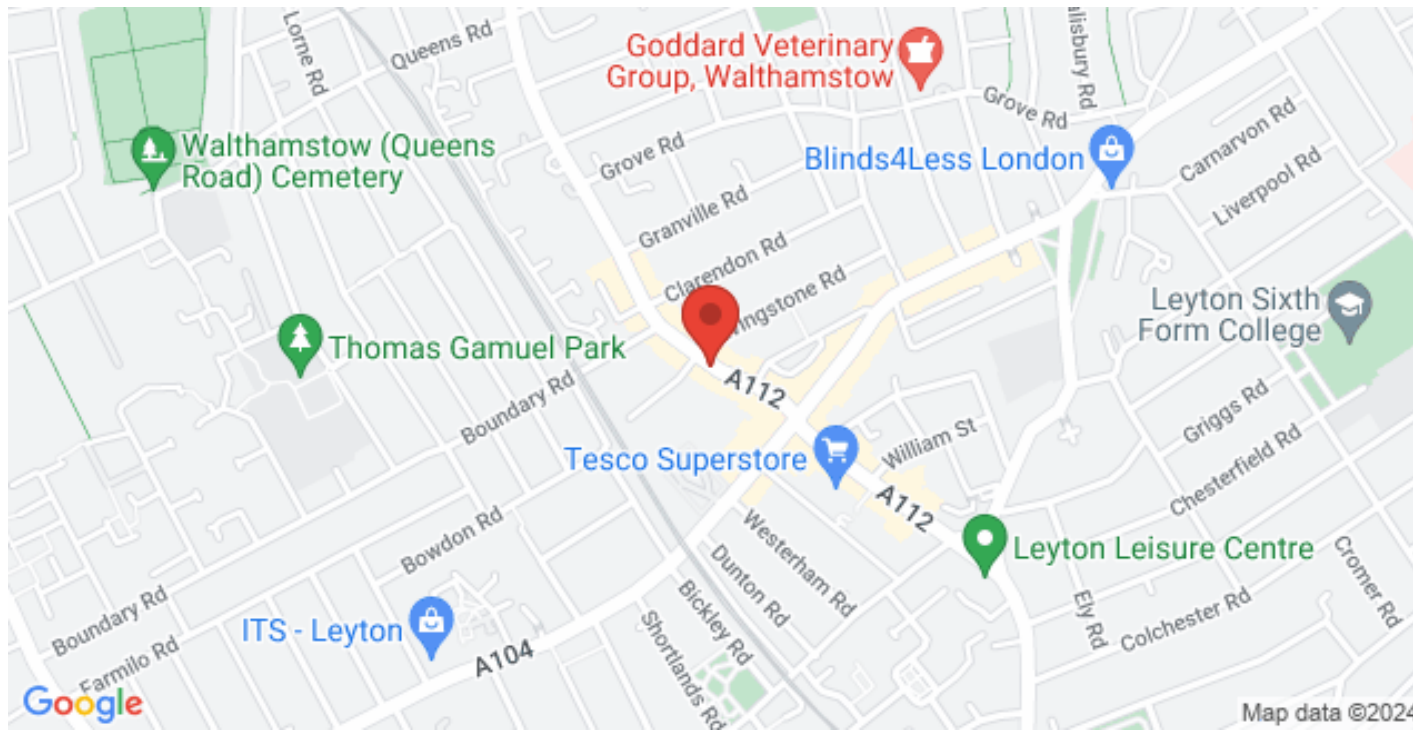 Lorne Rd
Queens Rd
Goddard Veterinary
Group, Walthamstow
alisbury Rd
Grove Rd
Carnarvon Rd
Walthamstow (Queens
Road) Cemetery
Grove Rd
Blinds4Less London
Liverpool Rd
Granville Rd
Clarendon Rd
ingstone Rd
Leyton Sixth
Form College
Thomas Gamuel Park
A112
Boundary Rd
Griggs Rd
William St
Tesco Superstore
Chesterfield Rd
A112
Bowdon Rd
Westerham Rd
Leyton Leisure Centre
Dunton Rd
Cromer Rd
Bickley Rd
Boundary Rd
ITS - Leyton
Ely Rd
Colchester Rd
Shortlands Rd
A104
Farmilo Rd
Google
Map data ©2024